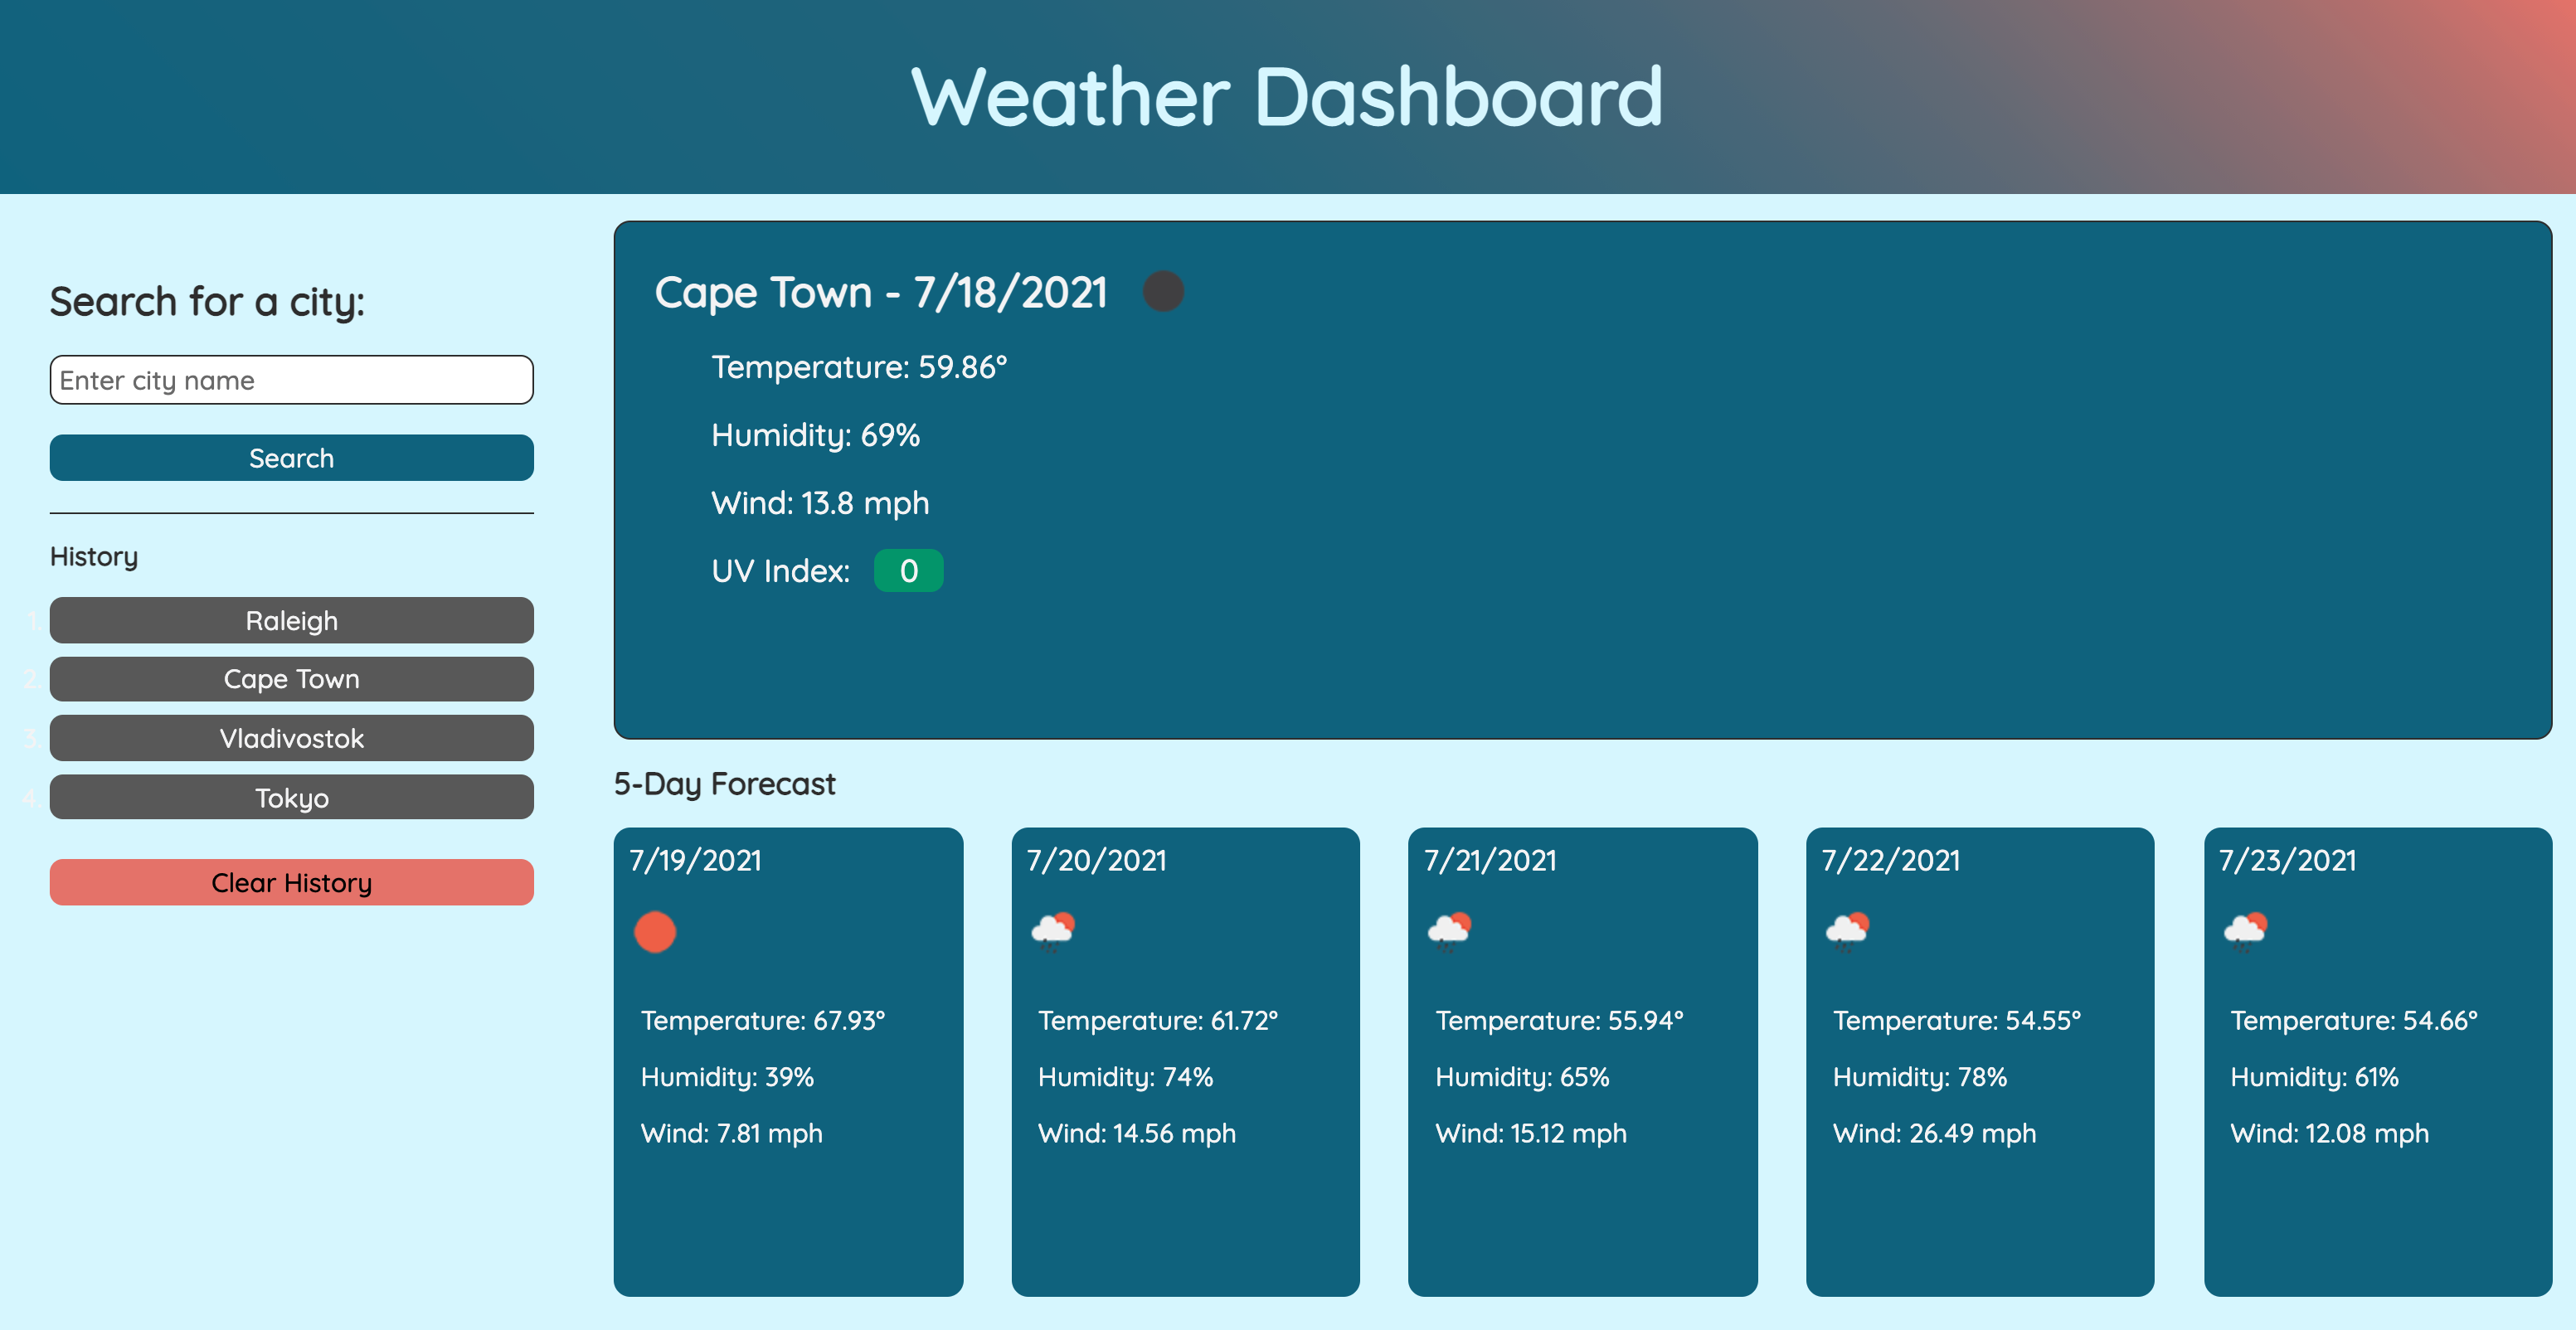 Weather Dashboard
Search for a city:
Enter city name
Search
History
1. Raleigh
2. Cape Town
3. Vladivostok
4. Tokyo
Clear History
Cape Town - 7/18/2021
Temperature: 59.86°
Humidity: 69%
Wind: 13.8 mph
UV Index: 0
5-Day Forecast
7/19/2021
Temperature: 67.93°
Humidity: 39%
Wind: 7.81 mph
7/20/2021
Temperature: 61.72°
Humidity: 74%
Wind: 14.56 mph
7/21/2021
Temperature: 55.94°
Humidity: 65%
Wind: 15.12 mph
7/22/2021
Temperature: 54.55°
Humidity: 78%
Wind: 26.49 mph
7/23/2021
Temperature: 54.66°
Humidity: 61%
Wind: 12.08 mph